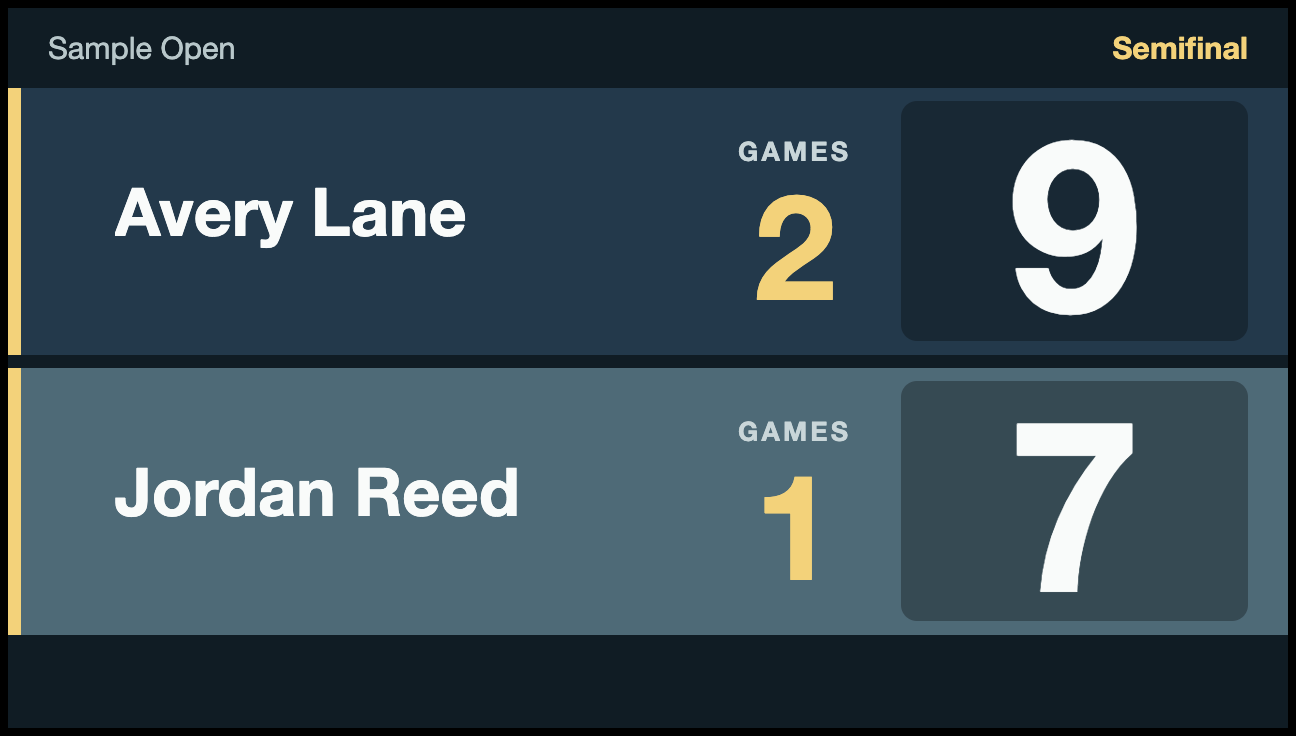 Sample Open
Semifinal
GAMES
Avery Lane
2
9
GAMES
Jordan Reed
1
7